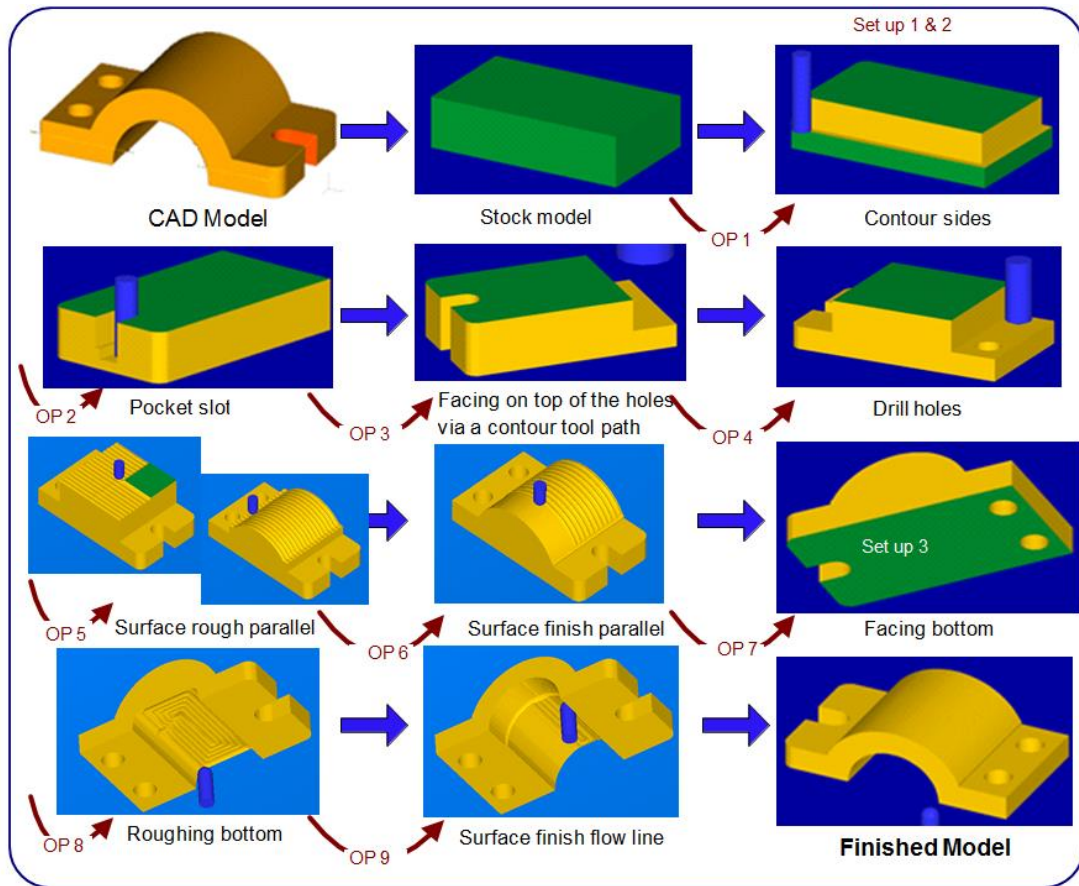 Set up 1 & 2
CAD Model
Stock model
Contour sides
OP 1
Pocket slot
Facing on top of the holes
via a contour tool path
Drill holes
OP 2
OP 3
OP 4
Set up 3
Surface rough parallel
Surface finish parallel
Facing bottom
OP 5
OP 6
OP 7
Roughing bottom
Surface finish flow line
Finished Model
OP 8
OP 9